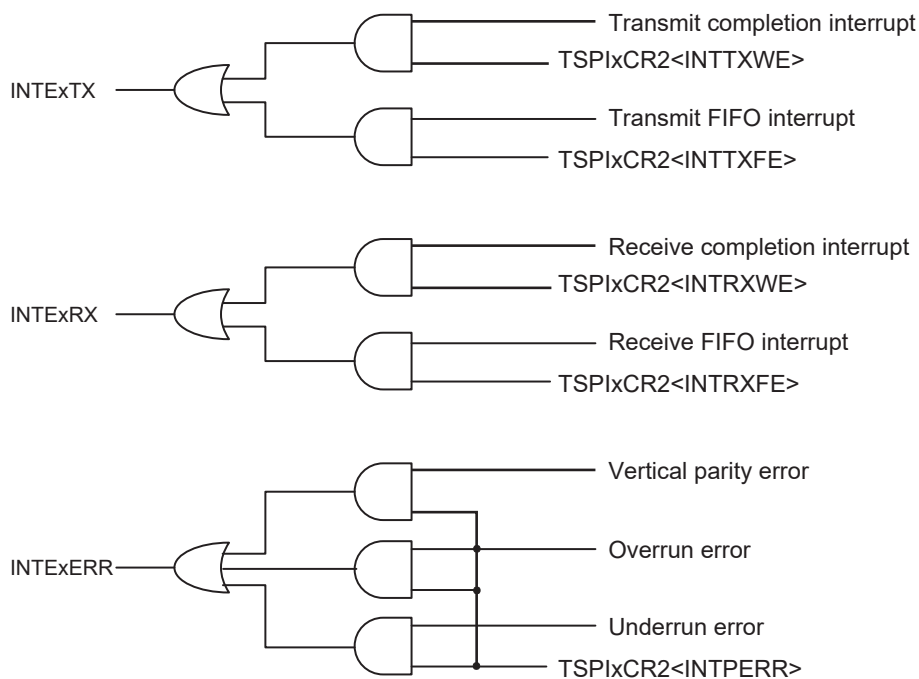 Transmit completion interrupt
TSPIxCR2<INTTXWE>
INTExTX
Transmit FIFO interrupt
TSPIxCR2<INTTXFE>
Receive completion interrupt
TSPIxCR2<INTRXWE>
INTExRX
Receive FIFO interrupt
TSPIxCR2<INTRXFE>
Vertical parity error
Overrun error
INTExERR
Underrun error
TSPIxCR2<INTPERR>